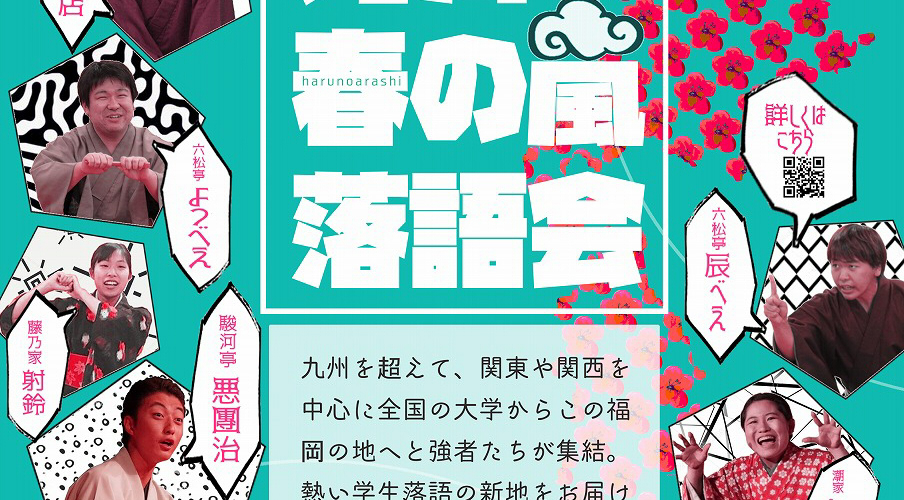 店
春の風
harunoarashi
落語会
六松亭 よつべえ
藤乃家 射鈴
駿河亭 悪團治
詳しくは
こちら
六松亭 辰べえ
潮家
九州を超えて、関東や関西を
中心に全国の大学からこの福
岡の地へと強者たちが集結。
勢い学生落語の新地をお届け